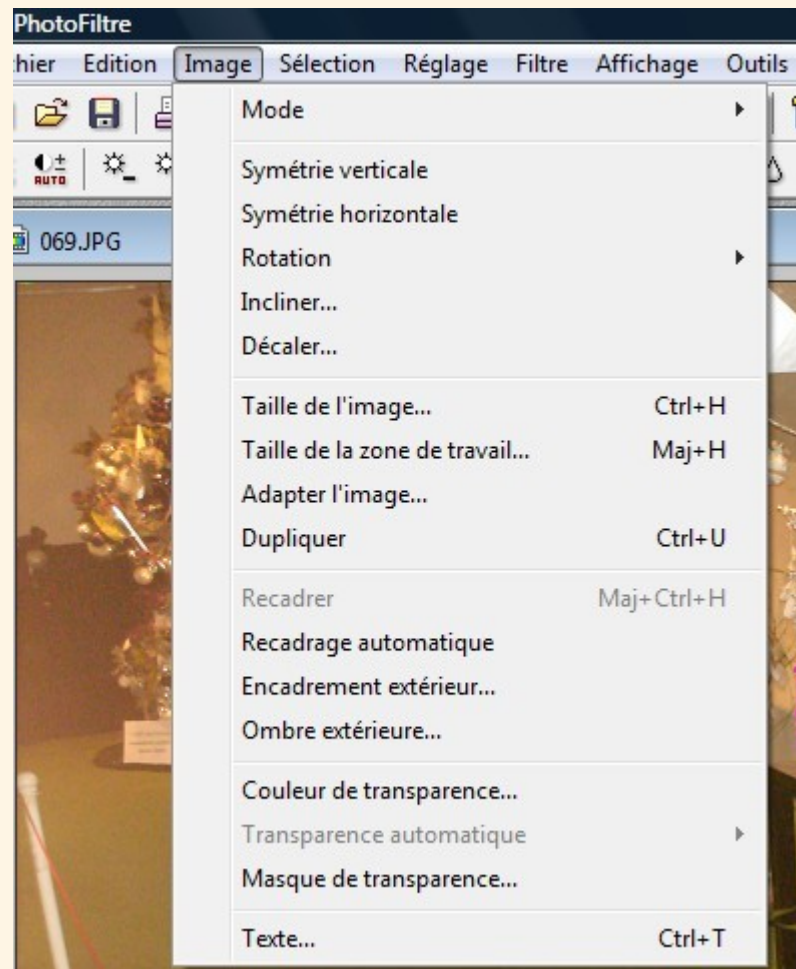 PhotoFiltre
hier Edition Image Sélection Réglage Filtre Affichage Outils
AUTO
069.JPG
Mode
Symétrie verticale
Symétrie horizontale
Rotation
Incliner...
Décaler...
Taille de l'image... Ctrl+H
Taille de la zone de travail... Maj+H
Adapter l'image...
Dupliquer Ctrl+U
Recadrer Maj+Ctrl+H
Recadrage automatique
Encadrement extérieur...
Ombre extérieure...
Couleur de transparence...
Transparence automatique
Masque de transparence...
Texte... Ctrl+T